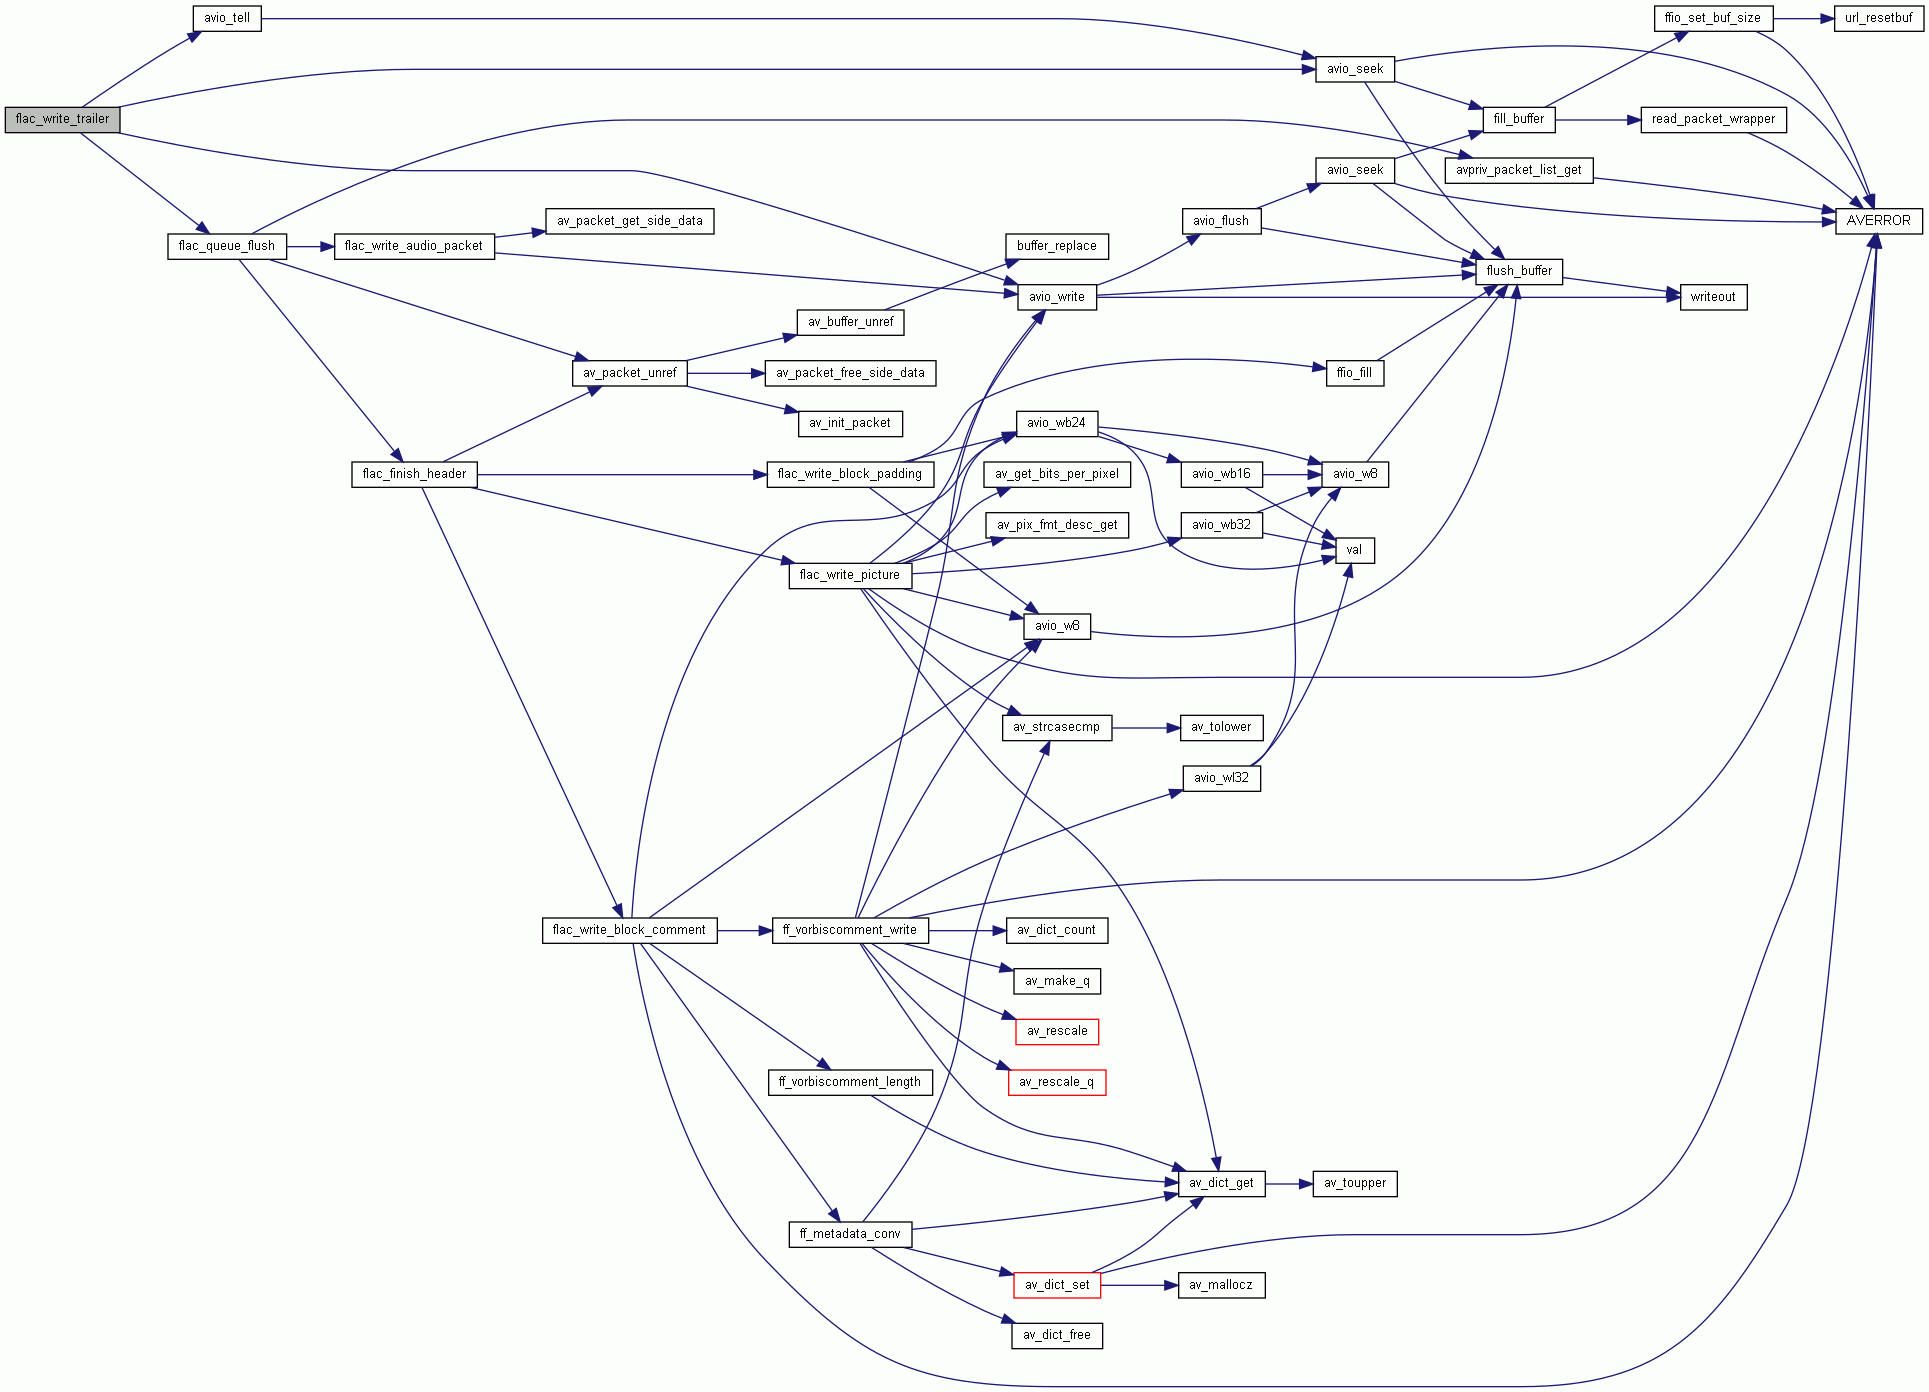 avio_tell
ffio_set_buf_size
url_resetbuf
avio_seek
flac_write_trailer
fill_buffer
read_packet_wrapper
avio_seek
avpriv_packet_list_get
av_packet_get_side_data
avio_flush
AVERROR
flac_queue_flush
flac_write_audio_packet
buffer_replace
flush_buffer
avio_write
writeout
av_buffer_unref
av_packet_unref
av_packet_free_side_data
ffio_fill
av_init_packet
avio_wb24
flac_finish_header
flac_write_block_padding
av_get_bits_per_pixel
avio_wb16
avio_w8
av_pix_fmt_desc_get
avio_wb32
val
flac_write_picture
avio_w8
av_strcasecmp
av_tolower
avio_wl32
flac_write_block_comment
ff_vorbiscomment_write
av_dict_count
av_make_q
av_rescale
ff_vorbiscomment_length
av_rescale_q
av_dict_get
av_toupper
ff_metadata_conv
av_dict_set
av_mallocz
av_dict_free